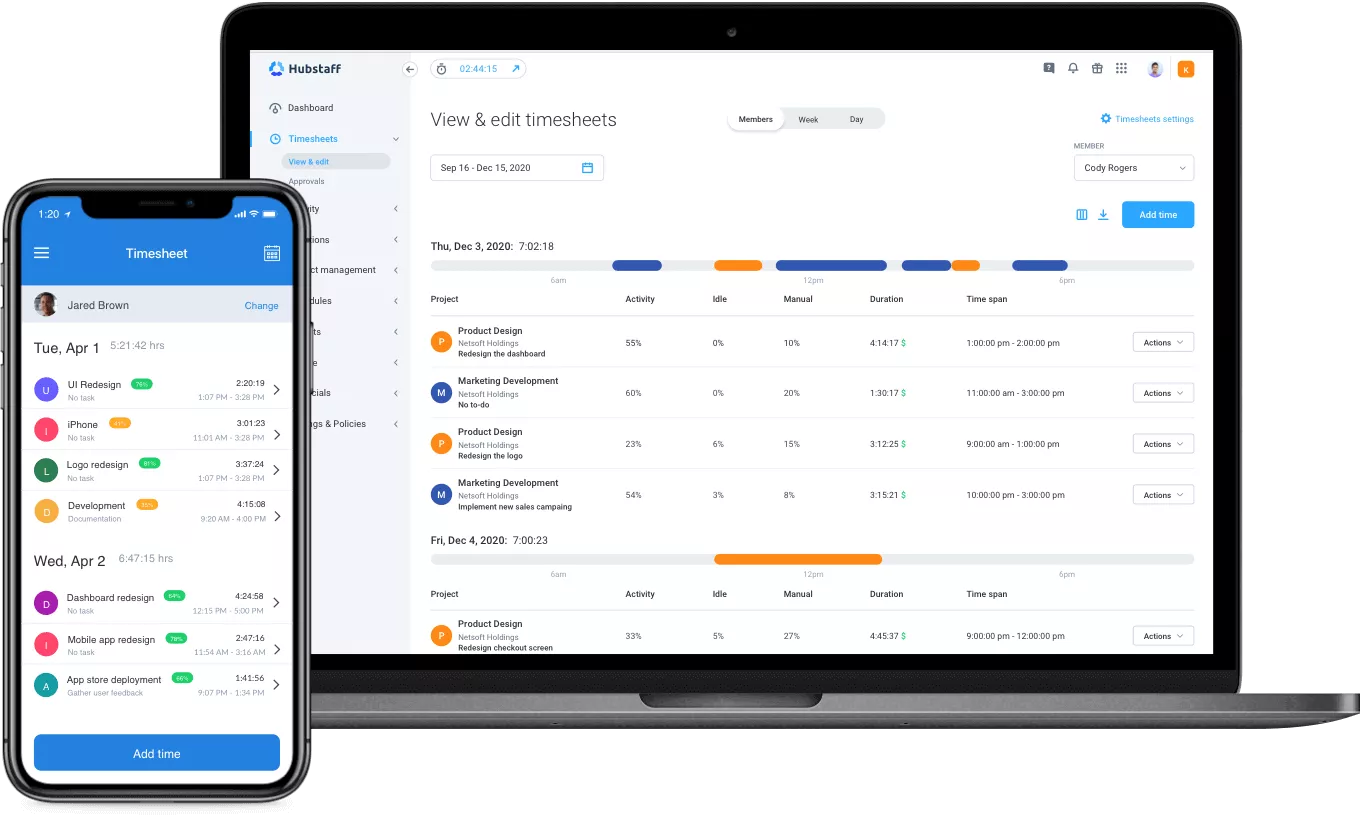 Hubstaff
02:44:15
K
Dashboard
Timesheets
View & edit
Approvals
ct management
dules
gs & Policies
View & edit timesheets
Members Week Day
Timesheets settings
Sep 16 - Dec 15, 2020
MEMBER
Cody Rogers
Add time
Thu, Dec 3, 2020: 7:02:18
6am 12pm 6pm
Project Activity Idle Manual Duration Time span
P
Product Design
Netsoft Holdings
Redesign the dashboard
55% 0% 10% 4:14:17 $ 1:00:00 pm - 2:00:00 pm Actions
M
Marketing Development
Netsoft Holdings
No to-do
60% 0% 20% 1:30:17 $ 11:00:00 am - 3:00:00 pm Actions
P
Product Design
Netsoft Holdings
Redesign the logo
23% 6% 15% 3:12:25 $ 9:00:00 am - 1:00:00 pm Actions
M
Marketing Development
Netsoft Holdings
Implement new sales campaing
54% 3% 8% 3:15:21 $ 10:00:00 pm - 3:00:00 pm Actions
Fri, Dec 4, 2020: 7:00:23
6am 12pm 6pm
Project Activity Idle Manual Duration Time span
P
Product Design
Netsoft Holdings
Redesign checkout screen
33% 5% 27% 4:45:37 $ 9:00:00 pm - 12:00:00 pm Actions
1:20
Timesheet
Jared Brown Change
Tue, Apr 1 5:21:42 hrs
U
UI Redesign 2:20:19
No task 1:07 PM - 3:28 PM
I
iPhone 3:01:23
No task 11:01 AM - 3:28 PM
L
Logo redesign 81% 3:37:24
No task 1:07 PM - 3:28 PM
D
Development 4:15:08
Documentation 9:20 AM - 4:00 PM
Wed, Apr 2 6:47:15 hrs
D
Dashboard redesign 64% 4:24:58
No task 12:15 PM - 5:00 PM
I
Mobile app redesign 78% 2:47:16
No task 11:54 AM - 3:16 AM
A
App store deployment 1:41:56
Gather user feedback 9:07 PM - 1:34 PM
Add time